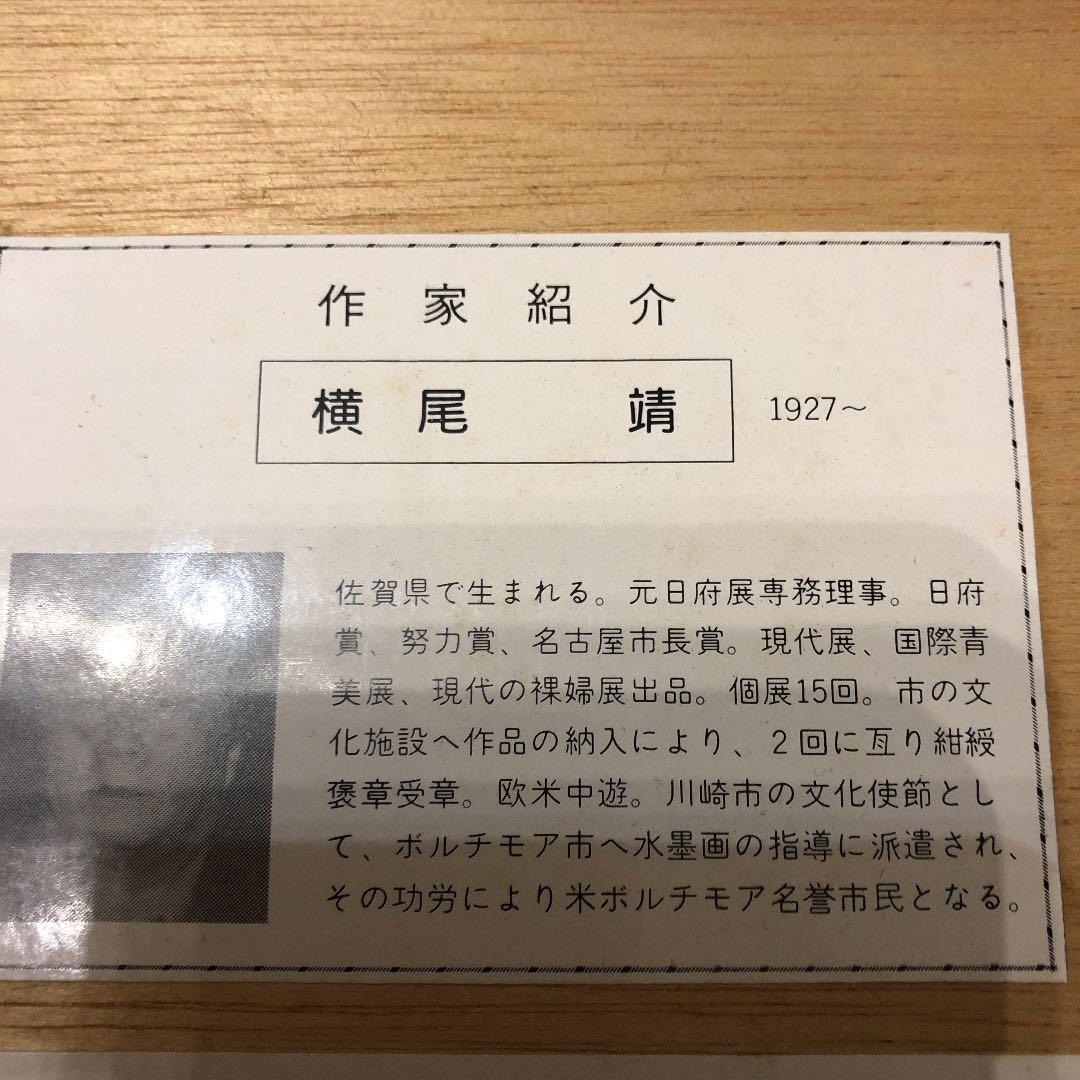 作家紹介
横尾 靖 1927～
佐賀県で生まれる。元日府展専務理事。日府
賞、努力賞、名古屋市長賞。現代展、国際青
美展、現代の裸婦展出品。個展15回。市の文
化施設へ作品の納入により、2回に亙り紺綬
褒章受章。欧米中遊。川崎市の文化使節とし
て、ボルチモア市へ水墨画の指導に派遣され、
その功労により米ボルチモア名誉市民となる。